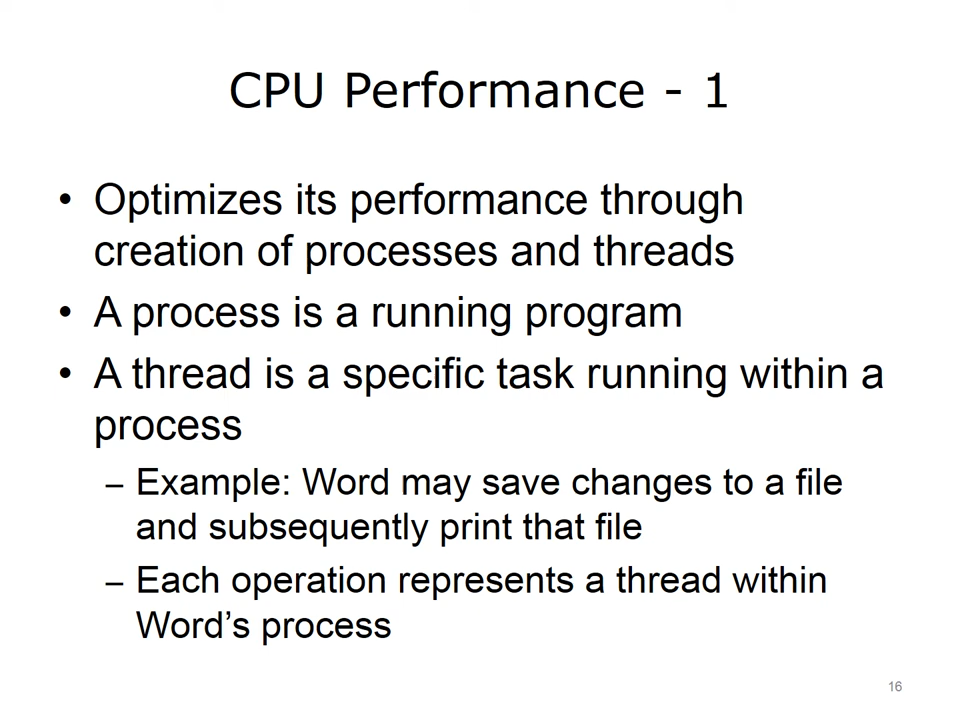 CPU Performance - 1
• Optimizes its performance through
creation of processes and threads
• A process is a running program
• A thread is a specific task running within a
process
– Example: Word may save changes to a file
and subsequently print that file
– Each operation represents a thread within
Word’s process
16